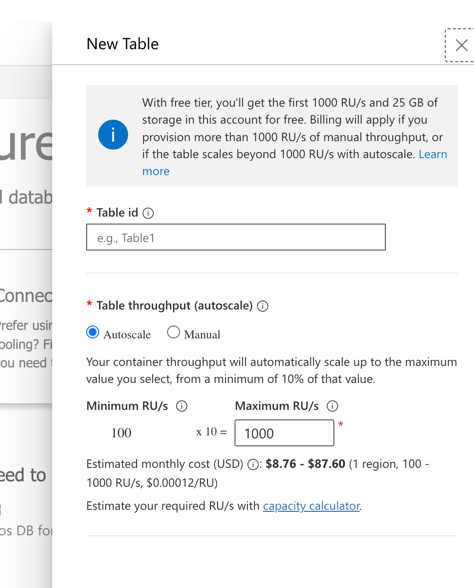 New Table
With free tier, you'll get the first 1000 RU/s and 25 GB of
storage in this account for free. Billing will apply if you
provision more than 1000 RU/s of manual throughput, or
if the table scales beyond 1000 RU/s with autoscale. Learn
more
* Table id
e.g., Table1
* Table throughput (autoscale)
Autoscale Manual
Your container throughput will automatically scale up to the maximum
value you select, from a minimum of 10% of that value.
Minimum RU/s Maximum RU/s
100 x 10 = 1000 *
Estimated monthly cost (USD) : $8.76 - $87.60 (1 region, 100 -
1000 RU/s, $0.00012/RU)
Estimate your required RU/s with capacity calculator.
ure
datab
Connec
refer usin
ooling? Fi
ou need t
eed to
os DB for